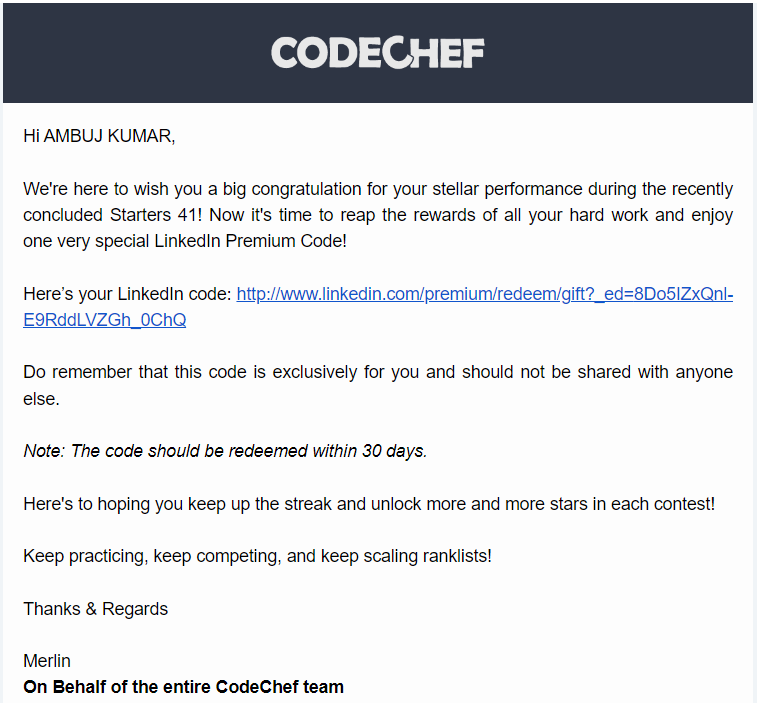 CODECHEF
Hi AMBUJ KUMAR,
We're here to wish you a big congratulation for your stellar performance during the recently
concluded Starters 41! Now it's time to reap the rewards of all your hard work and enjoy
one very special LinkedIn Premium Code!
Here’s your LinkedIn code: http://www.linkedin.com/premium/redeem/gift?_ed=8Do5IZxQnl-
E9RddLVZGh_0ChQ
Do remember that this code is exclusively for you and should not be shared with anyone
else.
Note: The code should be redeemed within 30 days.
Here's to hoping you keep up the streak and unlock more and more stars in each contest!
Keep practicing, keep competing, and keep scaling ranklists!
Thanks & Regards
Merlin
On Behalf of the entire CodeChef team